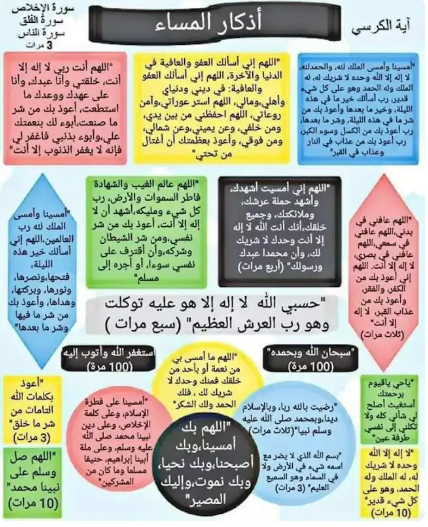 سورة الإخلاص
سورة الفلق
سورة الناس
3 مرات
أذكار المساء
آية الكرسي
"أمسينا وأمسى الملك لله، والحمدلله،
لا إله إلا الله وحده لا شريك له، له
الملك وله الحمد وهو على كل شيء
قدير، رب أسألك خير ما في هذه
الليلة، وخير ما بعدها وأعوذ بك من
شر ما في هذه الليلة، وشر ما بعدها،
رب أعوذ بك من الكسل وسوء الكبر،
رب أعوذ بك من عذاب في النار
وعذاب في القبر"
"اللهم إني أسألك العفو والعافية في
الدنيا والآخرة، اللهم إني أسألك العفو
والعافية: في ديني ودنياي
وأهلي،ومالي، اللهم استر عوراتي،وآمن
روعاتي، اللهم احفظني من بين يدي،
ومن خلفي، وعن يميني،وعن شمالي،
ومن فوقي، وأعوذ بعظمتك أن أغتال
من تحتي"
"اللهم أنت ربي لا إله إلا
أنت، خلقتني وأنا عبدك، وأنا
على عهدك ووعدك ما
استطعت، أعوذ بك من شر
ما صنعت،أبوء لك بنعمتك
علي،وأبوء بذنبي فاغفر لي
فإنه لا يغفر الذنوب إلا أنت"
"اللهم عافني في
بدني،اللهم عافني
في سمعي،اللهم
عافني في بصري،
لا إله إلا أنت. اللهم
إني أعوذ بك من
الكفر، والفقر،
وأعوذ بك من
عذاب القبر، لا إله
إلا أنت"
(ثلاث مرات)
"اللهم إني أمسيت أشهدك،
وأشهد حملة عرشك،
وملائكتك، وجميع
خلقك،أنك أنت الله لا إله
إلا أنت وحدك لا شريك
لك، وأن محمدا عبدك
ورسولك" (أربع مرات)
"اللهم عالم الغيب والشهادة
فاطر السموات والأرض، رب
كل شيء ومليكه،أشهد أن لا
إله إلا أنت، أعوذ بك من شر
نفسي،ومن شر الشيطان
وشركه،وأن أقترف على
نفسي سوءا، أو أجره إلى
مسلم"
"أمسينا وأمسى
الملك لله رب
العالمين،اللهم إني
أسألك خير هذه
الليلة،
فتحها،ونصرها،
ونورها، وبركتها،
وهداها، وأعوذ بك
من شر ما فيها
وشر ما بعدها"
"حسبي الله لا إله إلا هو عليه توكلت
وهو رب العرش العظيم" (سبع مرات)
"سبحان الله وبحمده"
(100 مرة)
استغفر الله وأتوب إليه
(100 مرة)
"اللهم ما أمسى بي
من نعمة أو بأحد من
خلقك فمنك وحدك لا
شريك لك ، فلك
الحمد ولك الشكر"
"ياحي ياقيوم
برحمتك
أستغيث أصلح
لي شأني كله ولا
تكلني إلى نفسي
طرفة عين"
"رضيت بالله ربا، وبالإسلام
دينا،وبمحمد صلى الله عليه
وسلم نبيا"(ثلاث مرات)
"بسم الله الذي لا يضر مع
اسمه شيء في الأرض ولا
في السماء وهو السميع
العليم" (3 مرات)
"أمسينا على فطرة
الإسلام، وعلى كلمة
الإخلاص، وعلى دين
نبينا محمد صلى الله
عليه وسلم، وعلى ملة
أبينا إبراهيم، حنيفا
مسلما وما كان من
المشركين"
"أعوذ
بكلمات الله
التامات من
شر ما خلق"
(3 مرات)
"اللهم بك
أمسينا،وبك
أصبحنا،وبك نحيا،
وبك نموت،وإليك
المصير"
"لا إله إلا الله
وحده لا شريك
له، له الملك وله
الحمد، وهو على
كل شيء قدير"
(10 مرات)
"اللهم صل
وسلم على
نبينا محمد"
(10 مرات)